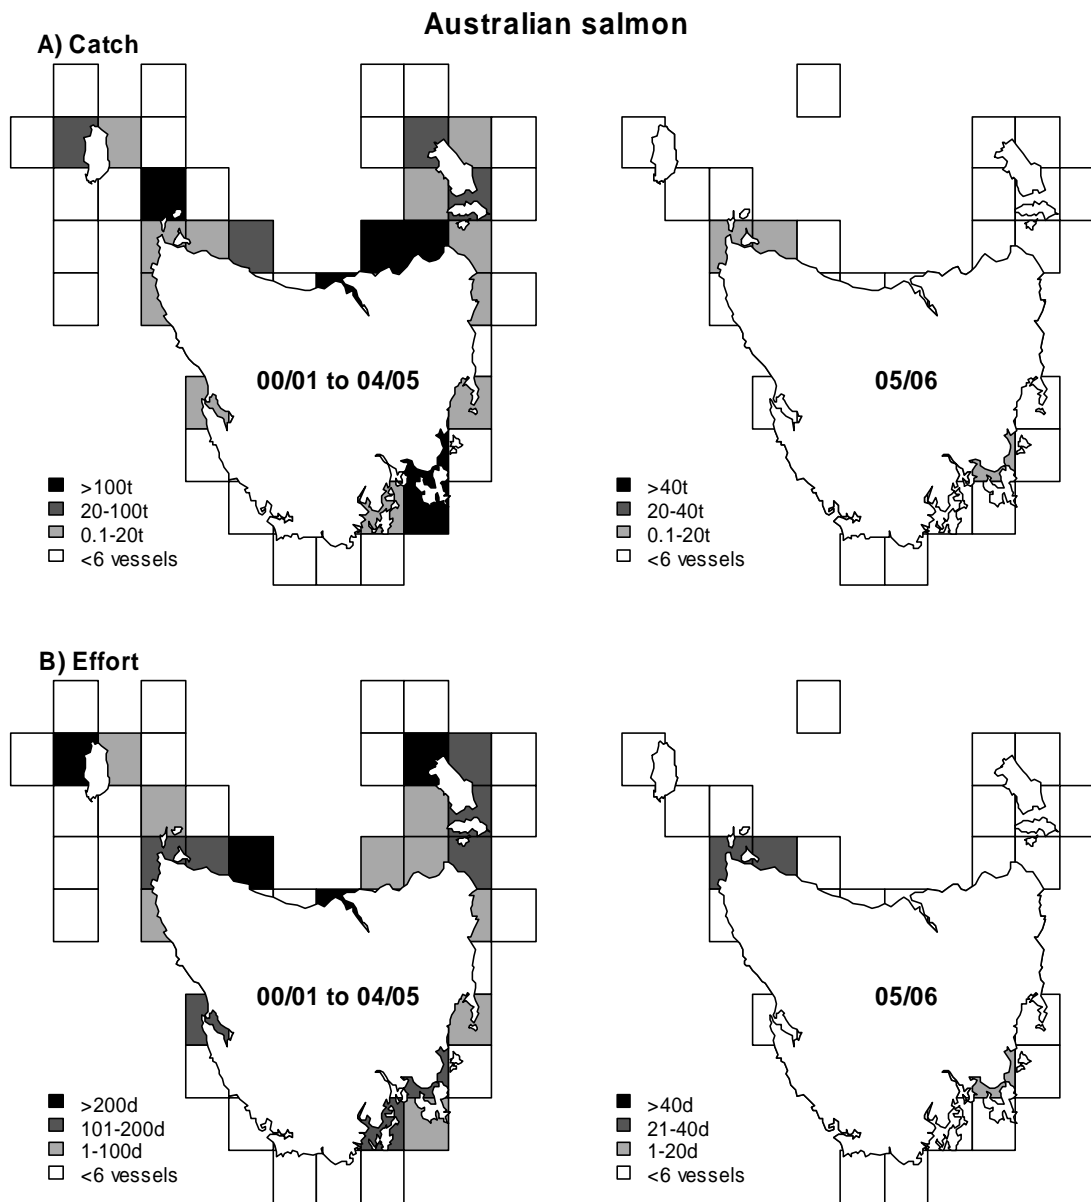 Australian salmon
A) Catch
00/01 to 04/05
>100t
20-100t
0.1-20t
<6 vessels
05/06
>40t
20-40t
0.1-20t
<6 vessels
B) Effort
00/01 to 04/05
>200d
101-200d
1-100d
<6 vessels
05/06
>40d
21-40d
1-20d
<6 vessels